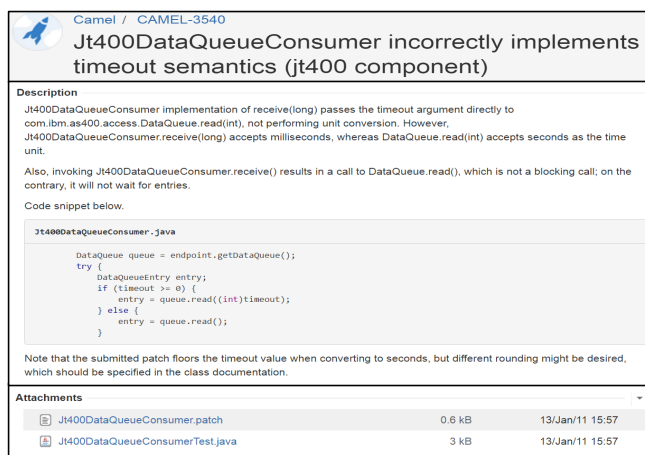 Camel / CAMEL-3540
Jt400DataQueueConsumer incorrectly implements
timeout semantics (jt400 component)
Description
Jt400DataQueueConsumer implementation of receive(long) passes the timeout argument directly to
com.ibm.as400.access.DataQueue.read(int), not performing unit conversion. However,
Jt400DataQueueConsumer.receive(long) accepts milliseconds, whereas DataQueue.read(int) accepts seconds as the time
unit.
Also, invoking Jt400DataQueueConsumer.receive() results in a call to DataQueue.read(), which is not a blocking call; on the
contrary, it will not wait for entries.
Code snippet below.
Jt400DataQueueConsumer.java
DataQueue queue = endpoint.getDataQueue();
try {
DataQueueEntry entry;
if (timeout >= 0) {
entry = queue.read((int)timeout);
} else {
entry = queue.read();
}
Note that the submitted patch floors the timeout value when converting to seconds, but different rounding might be desired,
which should be specified in the class documentation.
Attachments
Jt400DataQueueConsumer.patch 0.6 kB 13/Jan/11 15:57
Jt400DataQueueConsumerTest.java 3 kB 13/Jan/11 15:57